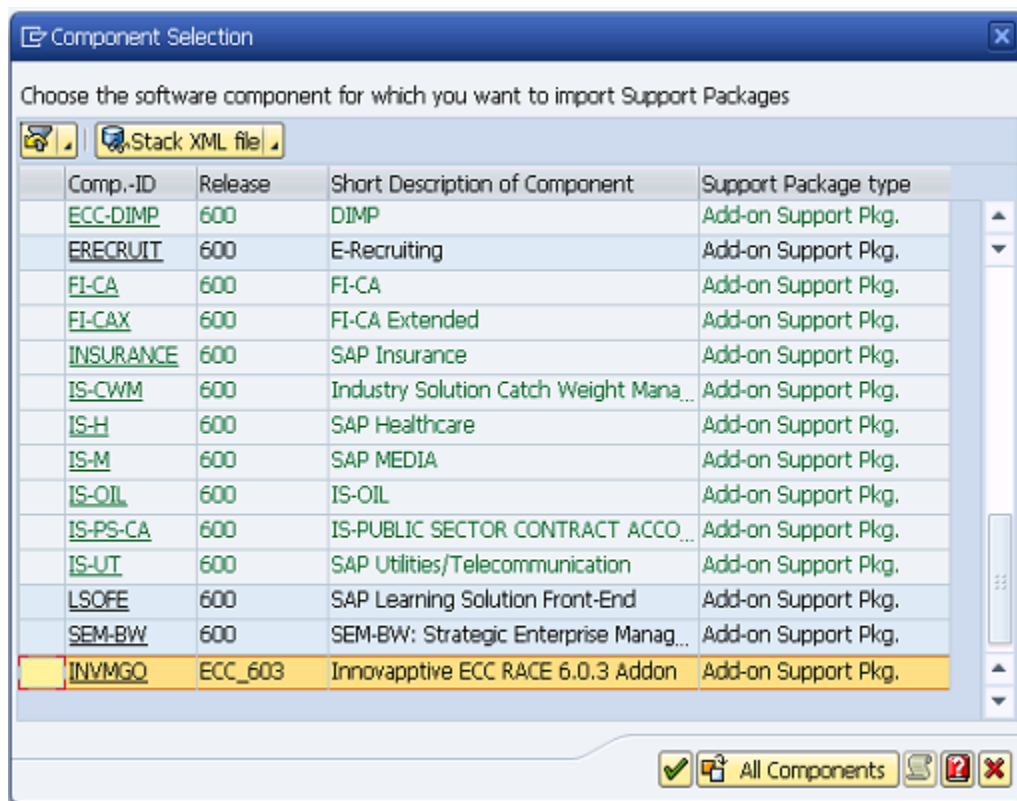 Component Selection
Choose the software component for which you want to import Support Packages
Stack XML file
Comp.-ID Release Short Description of Component Support Package type
ECC-DIMP 600 DIMP Add-on Support Pkg.
ERECRUIT 600 E-Recruiting Add-on Support Pkg.
FI-CA 600 FI-CA Add-on Support Pkg.
FI-CAX 600 FI-CA Extended Add-on Support Pkg.
INSURANCE 600 SAP Insurance Add-on Support Pkg.
IS-CWM 600 Industry Solution Catch Weight Mana... Add-on Support Pkg.
IS-H 600 SAP Healthcare Add-on Support Pkg.
IS-M 600 SAP MEDIA Add-on Support Pkg.
IS-OIL 600 IS-OIL Add-on Support Pkg.
IS-PS-CA 600 IS-PUBLIC SECTOR CONTRACT ACCO... Add-on Support Pkg.
IS-UT 600 SAP Utilities/Telecommunication Add-on Support Pkg.
LSOFE 600 SAP Learning Solution Front-End Add-on Support Pkg.
SEM-BW 600 SEM-BW: Strategic Enterprise Manag... Add-on Support Pkg.
INVMGO ECC_603 Innovapptive ECC RACE 6.0.3 Addon Add-on Support Pkg.
All Components